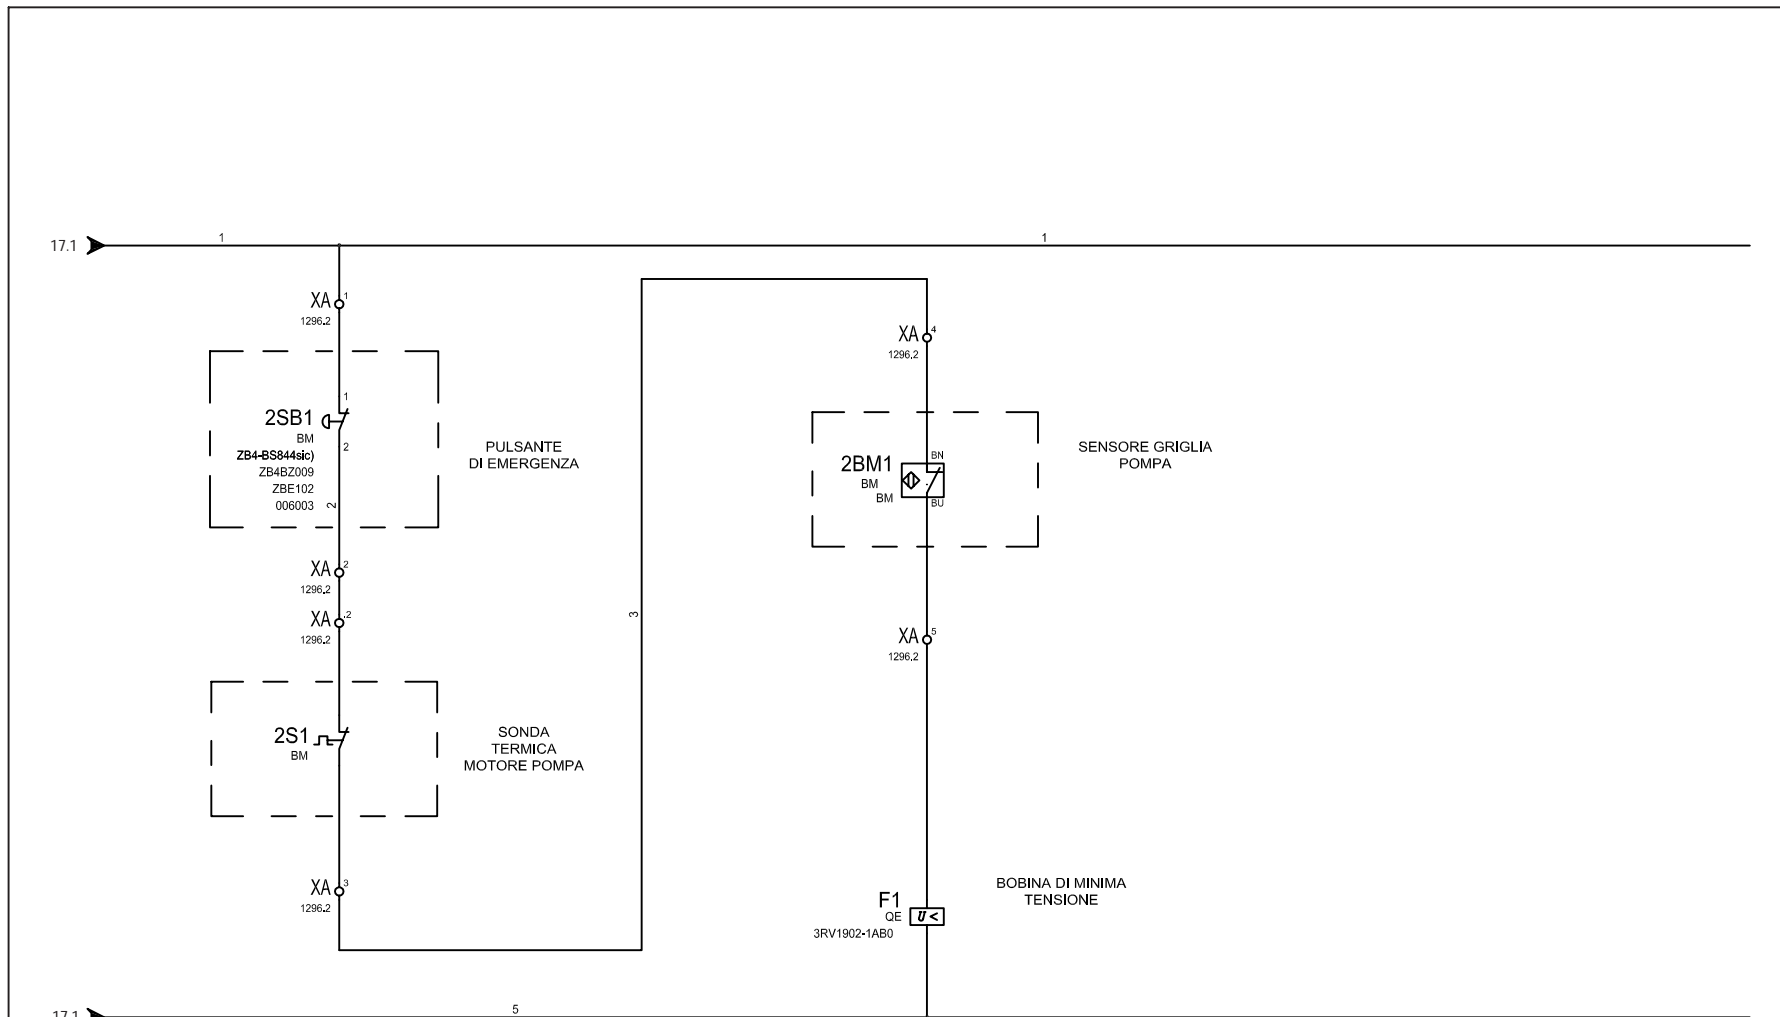 17.1
1
1
XA
1
1296.2
2SB1
1
BM
2
ZB4-BS844sic)
ZB4BZ009
ZBE102
006003
2
PULSANTE
DI EMERGENZA
XA
2
1296.2
XA
.2
1296.2
2S1
BM
SONDA
TERMICA
MOTORE POMPA
XA
3
1296.2
3
XA
4
1296.2
2BM1
BN
BM
BM
BU
SENSORE GRIGLIA
POMPA
XA
5
1296.2
F1
QE
U <
3RV1902-1AB0
BOBINA DI MINIMA
TENSIONE
17.1
5